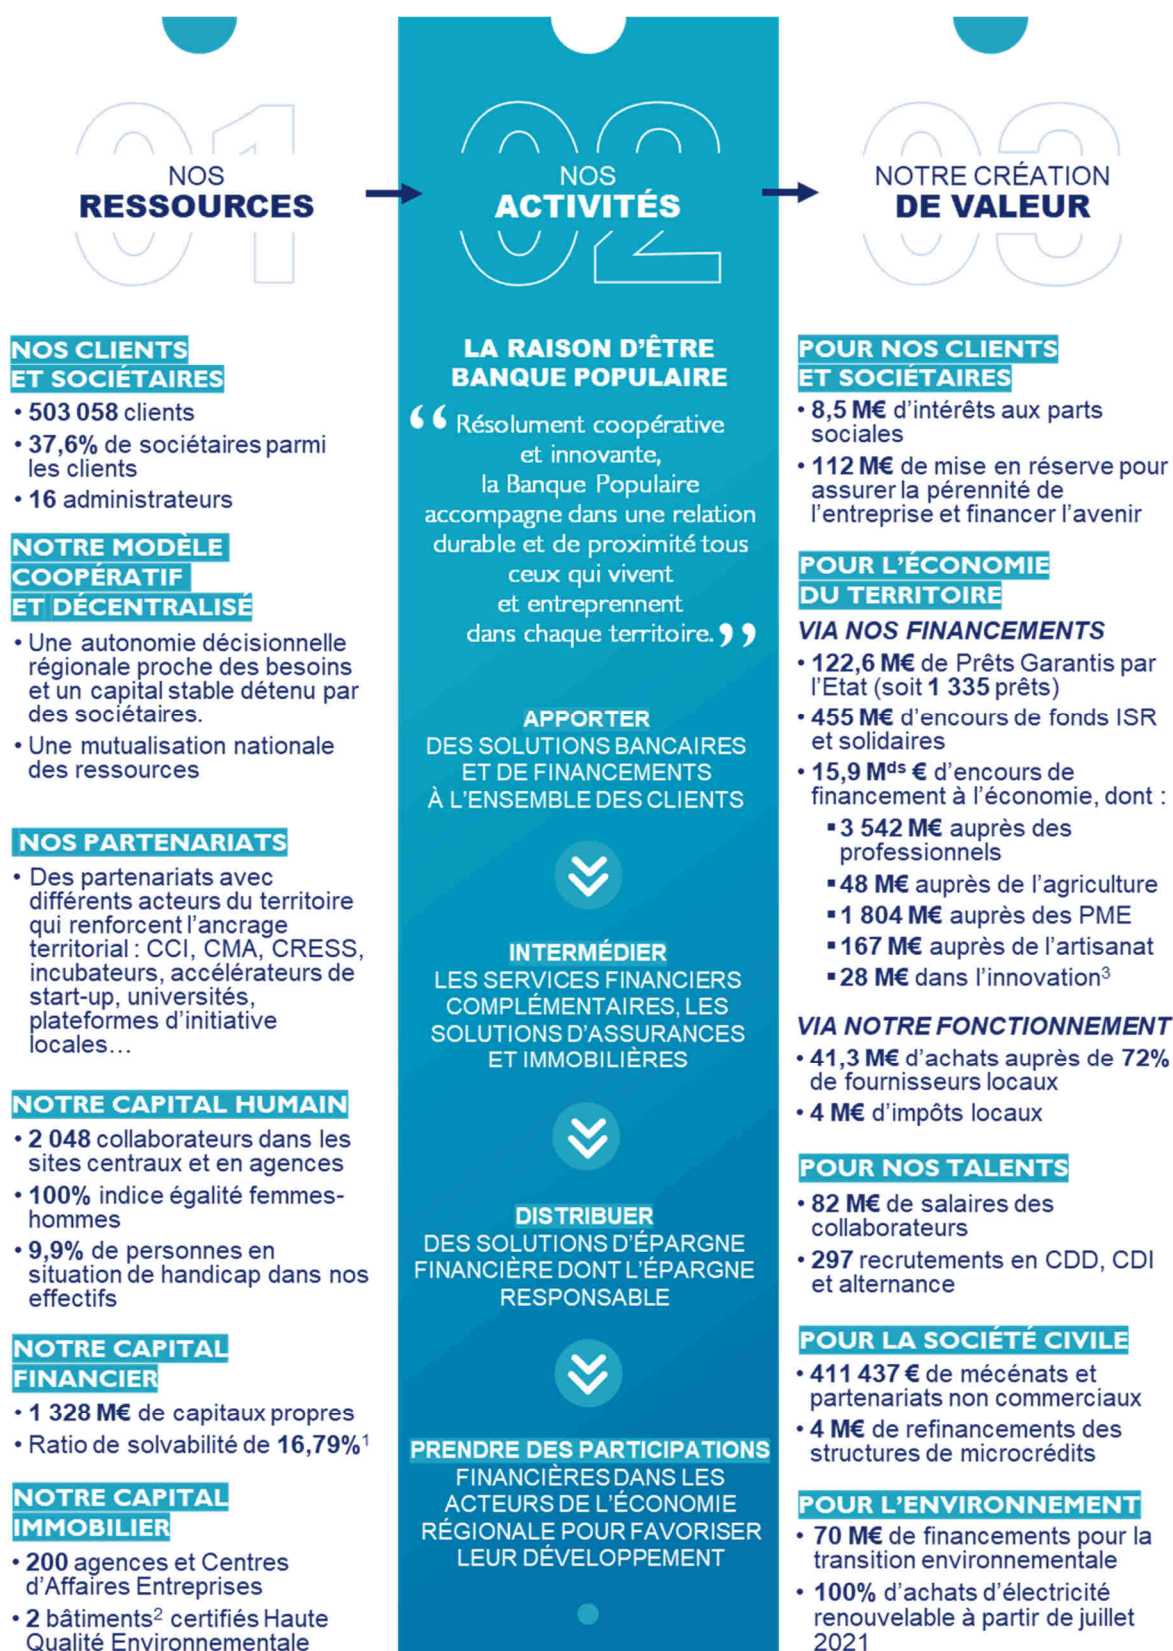 01
NOS
RESSOURCES
NOS CLIENTS
ET SOCIÉTAIRES
• 503 058 clients
• 37,6% de sociétaires parmi
les clients
• 16 administrateurs
NOTRE MODÈLE
COOPÉRATIF
ET DÉCENTRALISÉ
• Une autonomie décisionnelle
régionale proche des besoins
et un capital stable détenu par
des sociétaires.
• Une mutualisation nationale
des ressources
NOS PARTENARIATS
• Des partenariats avec
différents acteurs du territoire
qui renforcent l'ancrage
territorial : CCI, CMA, CRESS,
incubateurs, accélérateurs de
start-up, universités,
plateformes d'initiative
locales…
NOTRE CAPITAL HUMAIN
• 2 048 collaborateurs dans les
sites centraux et en agences
• 100% indice égalité femmes-
hommes
• 9,9% de personnes en
situation de handicap dans nos
effectifs
NOTRE CAPITAL
FINANCIER
• 1 328 M€ de capitaux propres
• Ratio de solvabilité de 16,79%¹
NOTRE CAPITAL
IMMOBILIER
• 200 agences et Centres
d'Affaires Entreprises
• 2 bâtiments² certifiés Haute
Qualité Environnementale
02
NOS
ACTIVITÉS
LA RAISON D'ÊTRE
BANQUE POPULAIRE
“ Résolument coopérative
et innovante,
la Banque Populaire
accompagne dans une relation
durable et de proximité tous
ceux qui vivent
et entreprennent
dans chaque territoire. ”
APPORTER
DES SOLUTIONS BANCAIRES
ET DE FINANCEMENTS
À L'ENSEMBLE DES CLIENTS
INTERMÉDIER
LES SERVICES FINANCIERS
COMPLÉMENTAIRES, LES
SOLUTIONS D'ASSURANCES
ET IMMOBILIÈRES
DISTRIBUER
DES SOLUTIONS D'ÉPARGNE
FINANCIÈRE DONT L'ÉPARGNE
RESPONSABLE
PRENDRE DES PARTICIPATIONS
FINANCIÈRES DANS LES
ACTEURS DE L'ÉCONOMIE
RÉGIONALE POUR FAVORISER
LEUR DÉVELOPPEMENT
03
NOTRE CRÉATION
DE VALEUR
POUR NOS CLIENTS
ET SOCIÉTAIRES
• 8,5 M€ d'intérêts aux parts
sociales
• 112 M€ de mise en réserve pour
assurer la pérennité de
l'entreprise et financer l'avenir
POUR L'ÉCONOMIE
DU TERRITOIRE
VIA NOS FINANCEMENTS
• 122,6 M€ de Prêts Garantis par
l'Etat (soit 1 335 prêts)
• 455 M€ d'encours de fonds ISR
et solidaires
• 15,9 Mᵈˢ € d'encours de
financement à l'économie, dont :
▪ 3 542 M€ auprès des
professionnels
▪ 48 M€ auprès de l'agriculture
▪ 1 804 M€ auprès des PME
▪ 167 M€ auprès de l'artisanat
▪ 28 M€ dans l'innovation³
VIA NOTRE FONCTIONNEMENT
• 41,3 M€ d'achats auprès de 72%
de fournisseurs locaux
• 4 M€ d'impôts locaux
POUR NOS TALENTS
• 82 M€ de salaires des
collaborateurs
• 297 recrutements en CDD, CDI
et alternance
POUR LA SOCIÉTÉ CIVILE
• 411 437 € de mécénats et
partenariats non commerciaux
• 4 M€ de refinancements des
structures de microcrédits
POUR L'ENVIRONNEMENT
• 70 M€ de financements pour la
transition environnementale
• 100% d'achats d'électricité
renouvelable à partir de juillet
2021